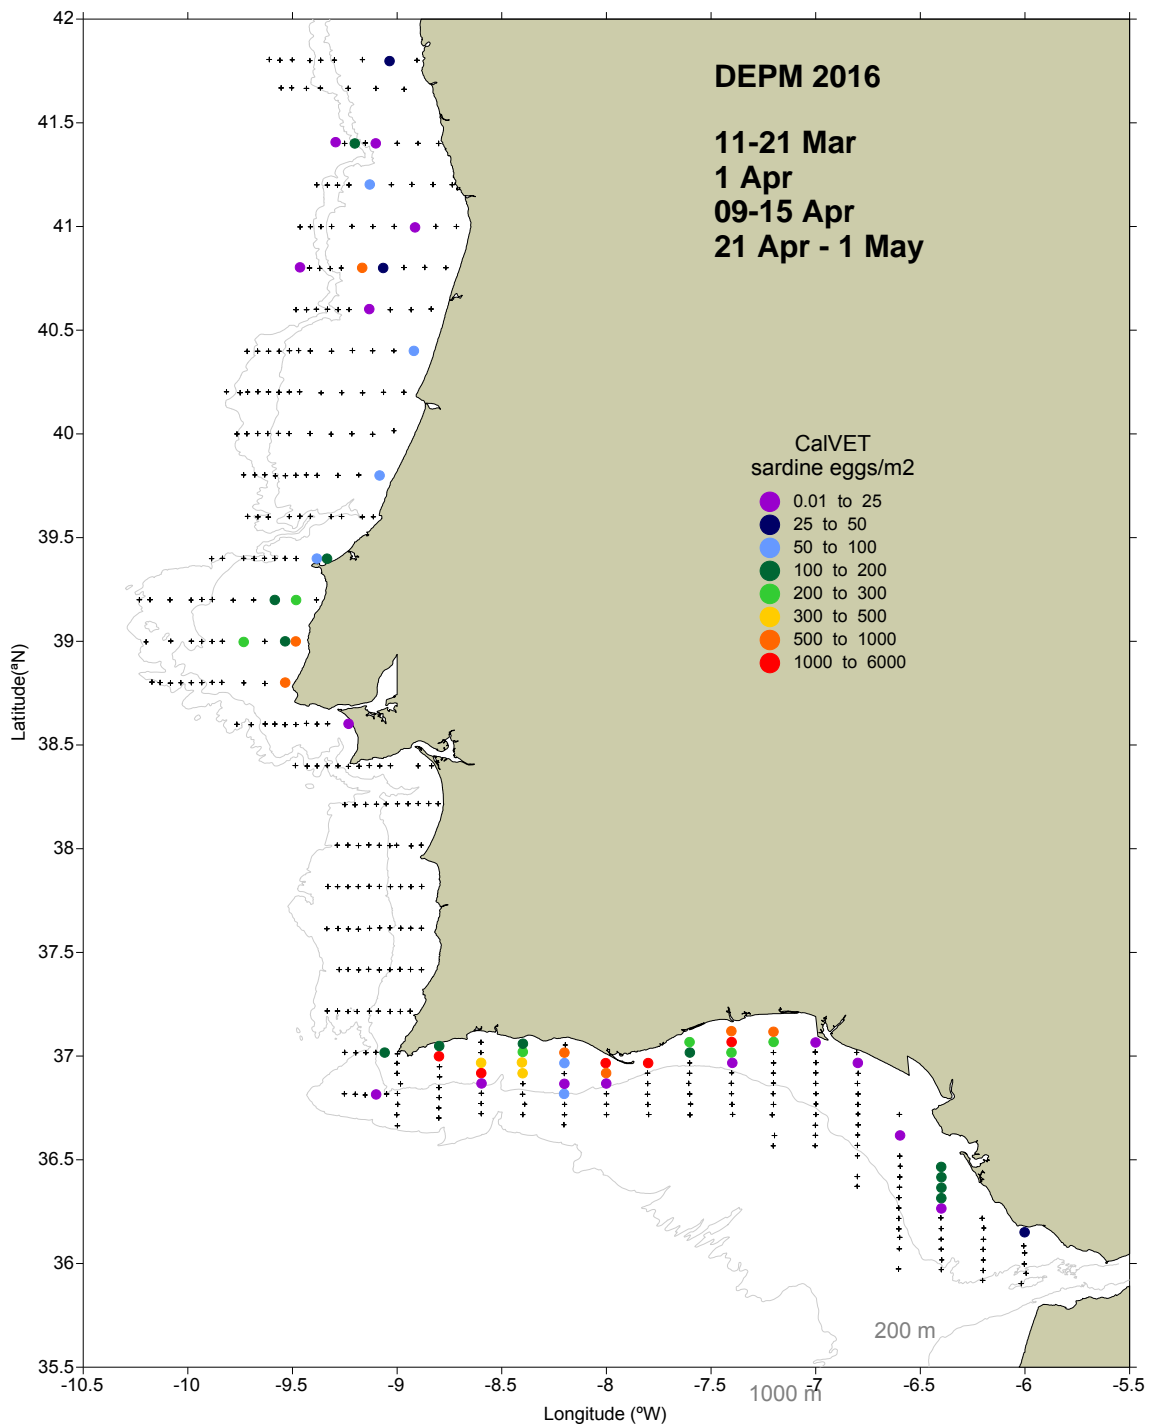 42
41.5
41
40.5
40
39.5
39
38.5
38
37.5
37
36.5
36
35.5
Latitude(ªN)
DEPM 2016
11-21 Mar
1 Apr
09-15 Apr
21 Apr - 1 May
CalVET
sardine eggs/m2
0.01 to 25
25 to 50
50 to 100
100 to 200
200 to 300
300 to 500
500 to 1000
1000 to 6000
200 m
1000 m
-10.5 -10 -9.5 -9 -8.5 -8 -7.5 -7 -6.5 -6 -5.5
Longitude (ºW)